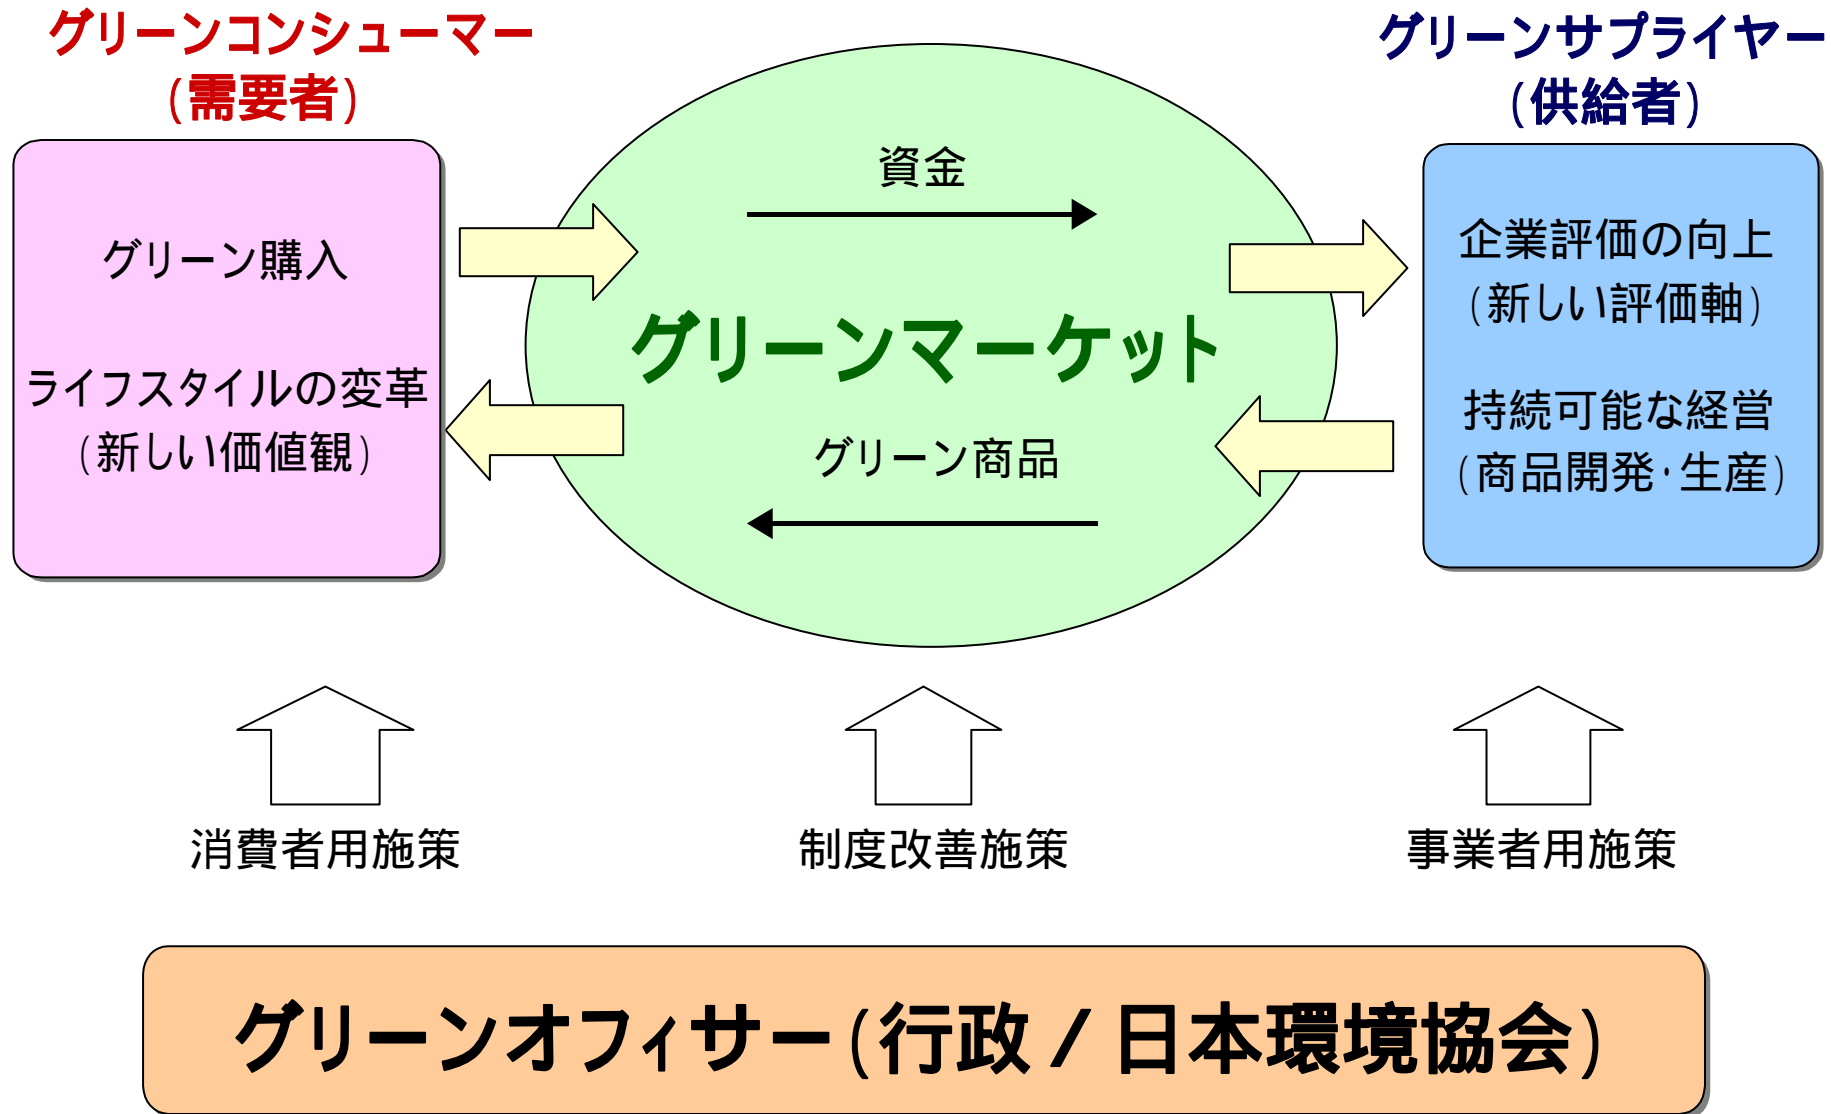 グリーンコンシューマー
(需要者)
グリーン購入
ライフスタイルの変革
(新しい価値観)
資金
グリーンマーケット
グリーン商品
グリーンサプライヤー
(供給者)
企業評価の向上
(新しい評価軸)
持続可能な経営
(商品開発・生産)
消費者用施策
制度改善施策
事業者用施策
グリーンオフィサー(行政/日本環境協会)